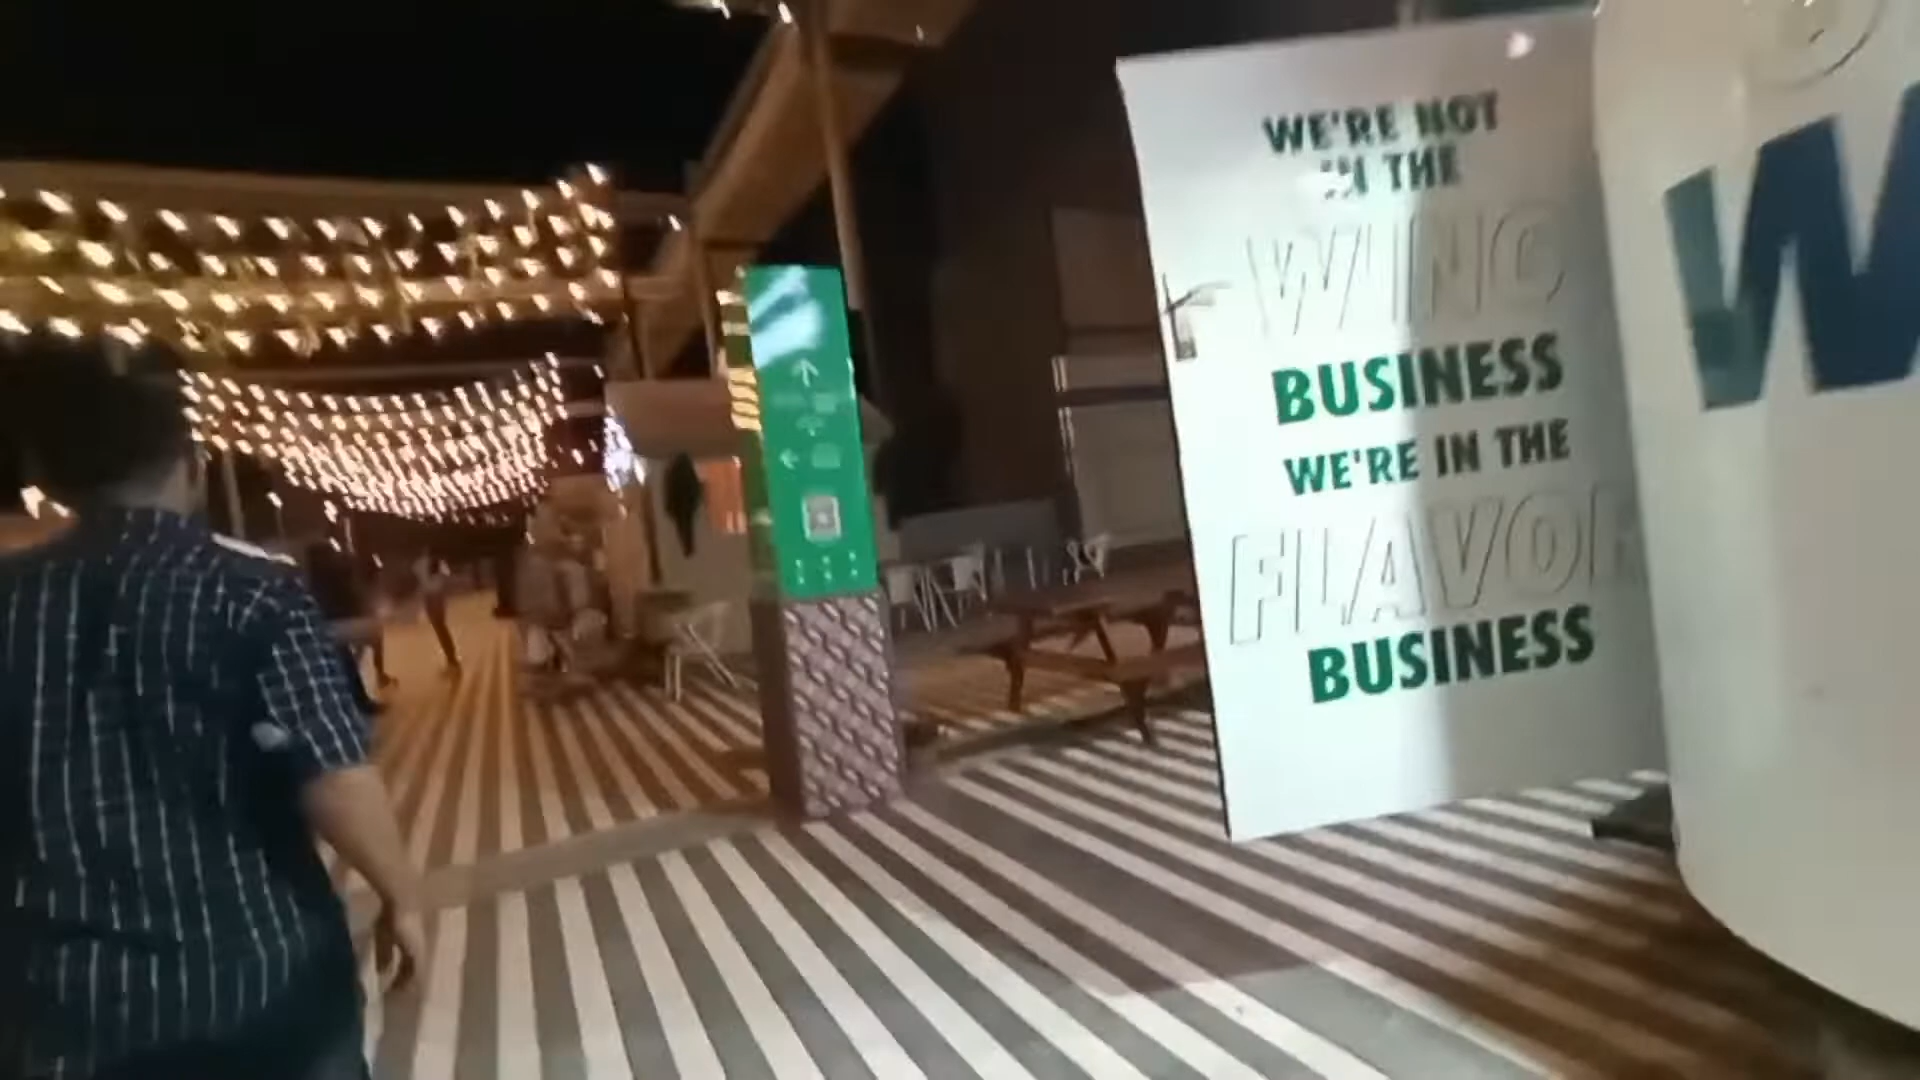 WE'RE NOT
IN THE
WING
BUSINESS
WE'RE IN THE
FLAVOR
BUSINESS
W